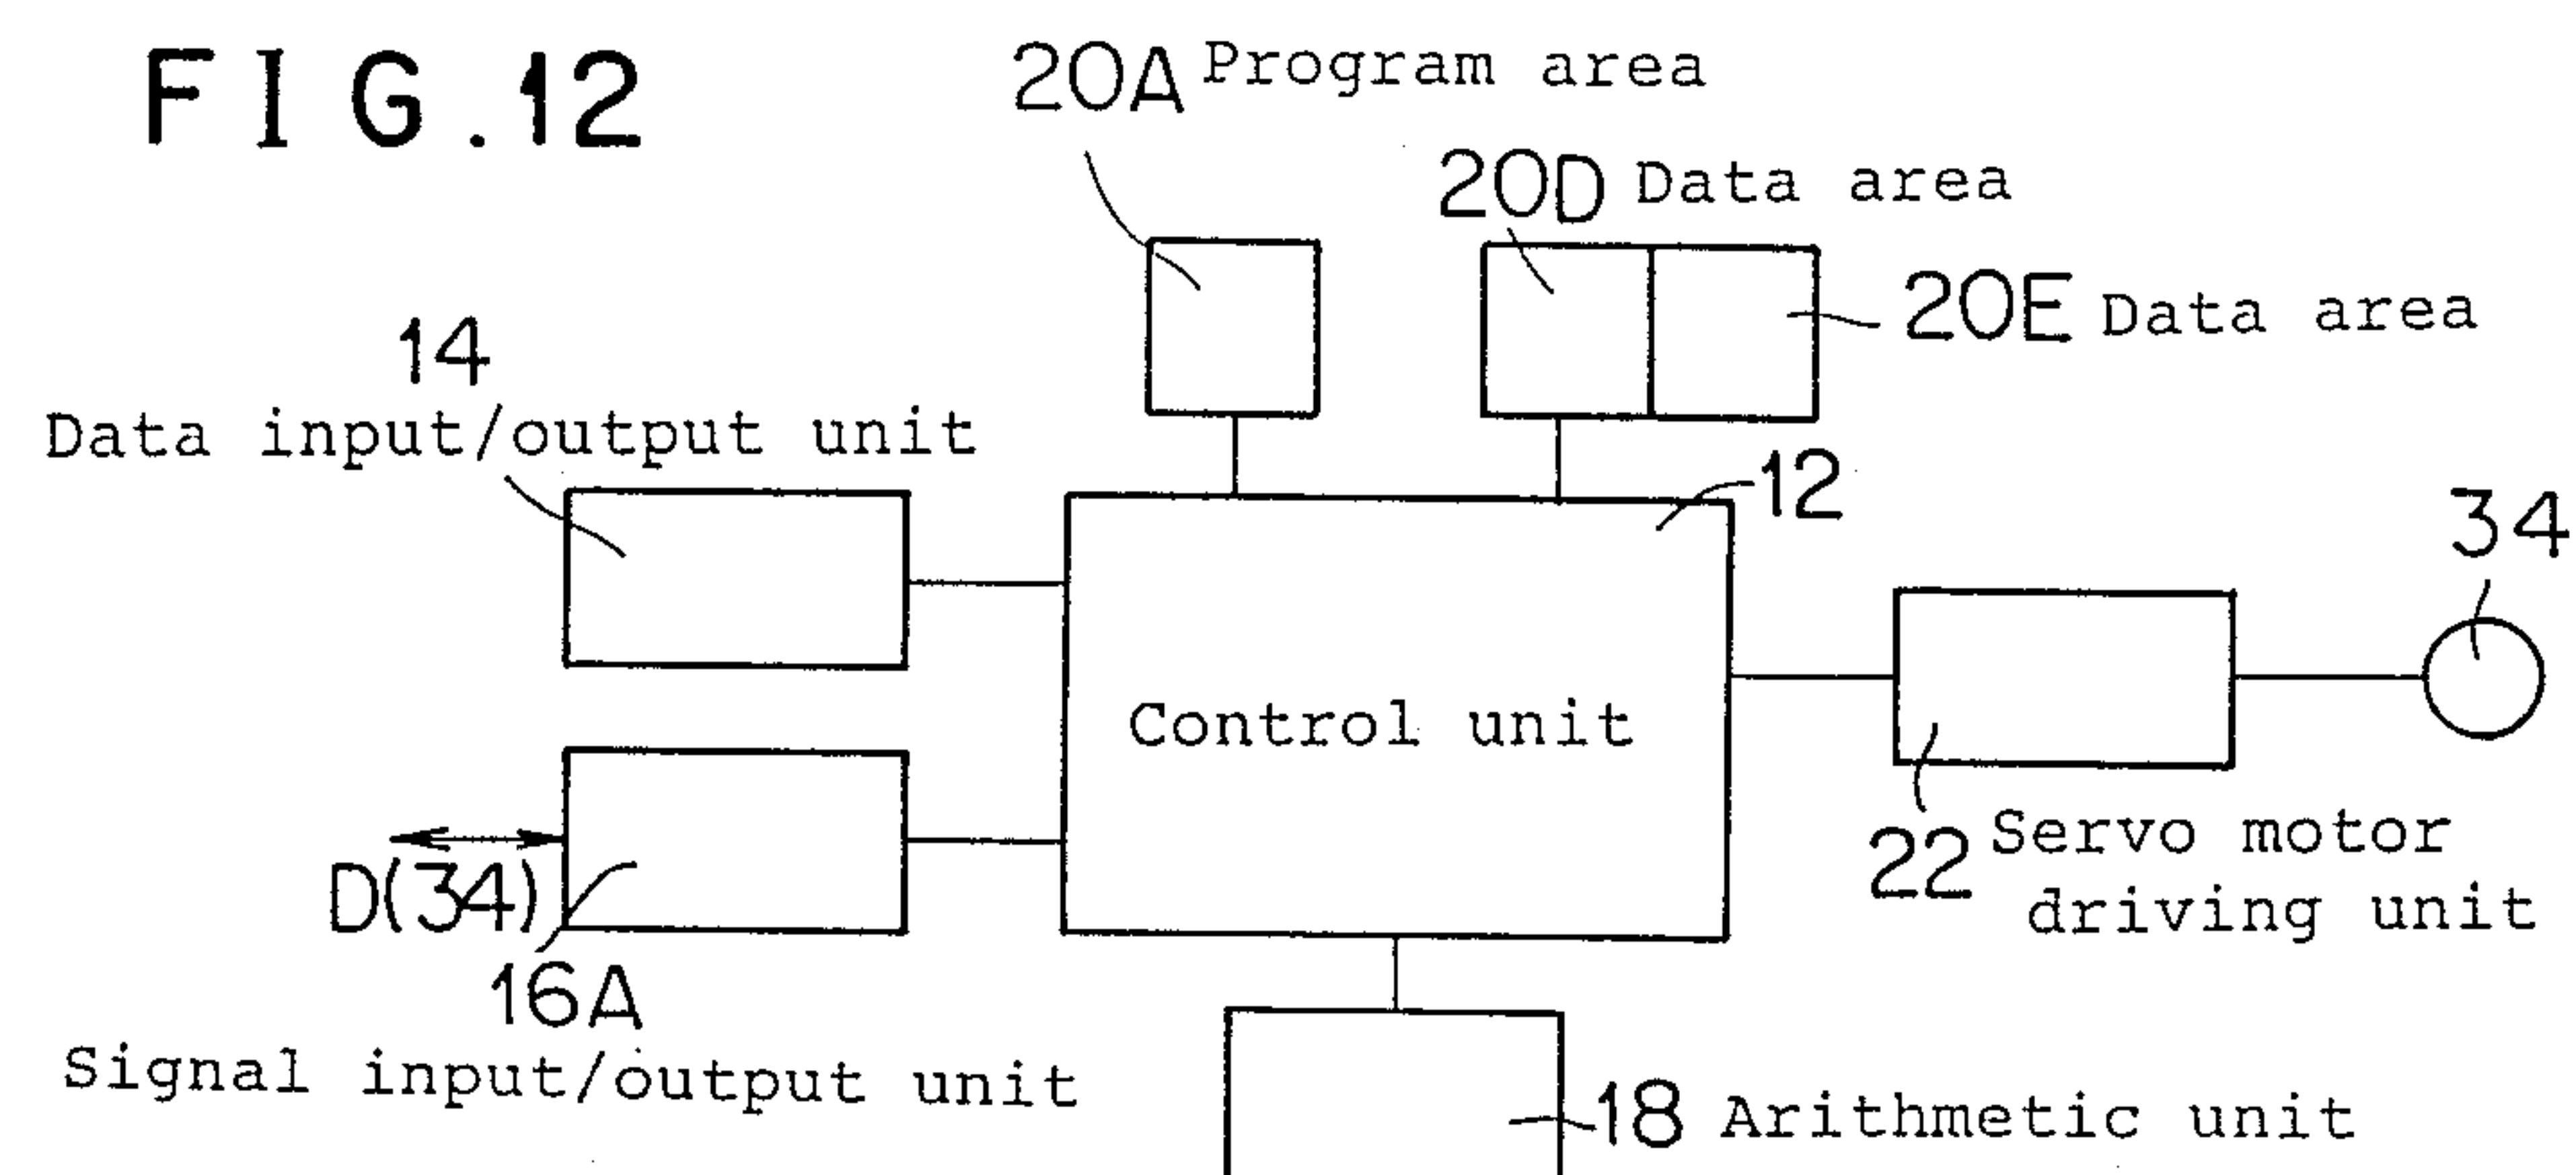 FIG.12
20A Program area
20D Data area
20E Data area
14
Data input/output unit
12
34
Control unit
D(34)
16A
Signal input/output unit
22 Servo motor
driving unit
18 Arithmetic unit